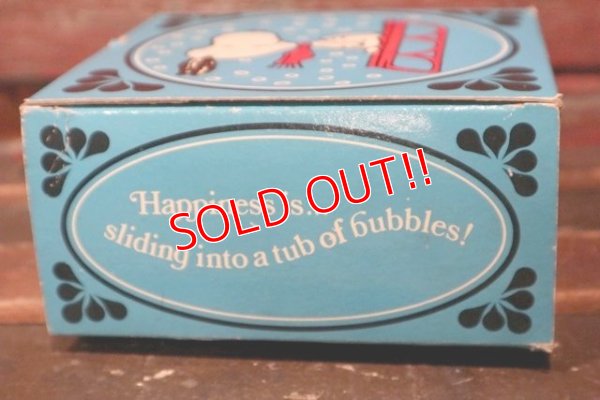 Happiness is...
sliding into a tub of bubbles!
SOLD OUT!!